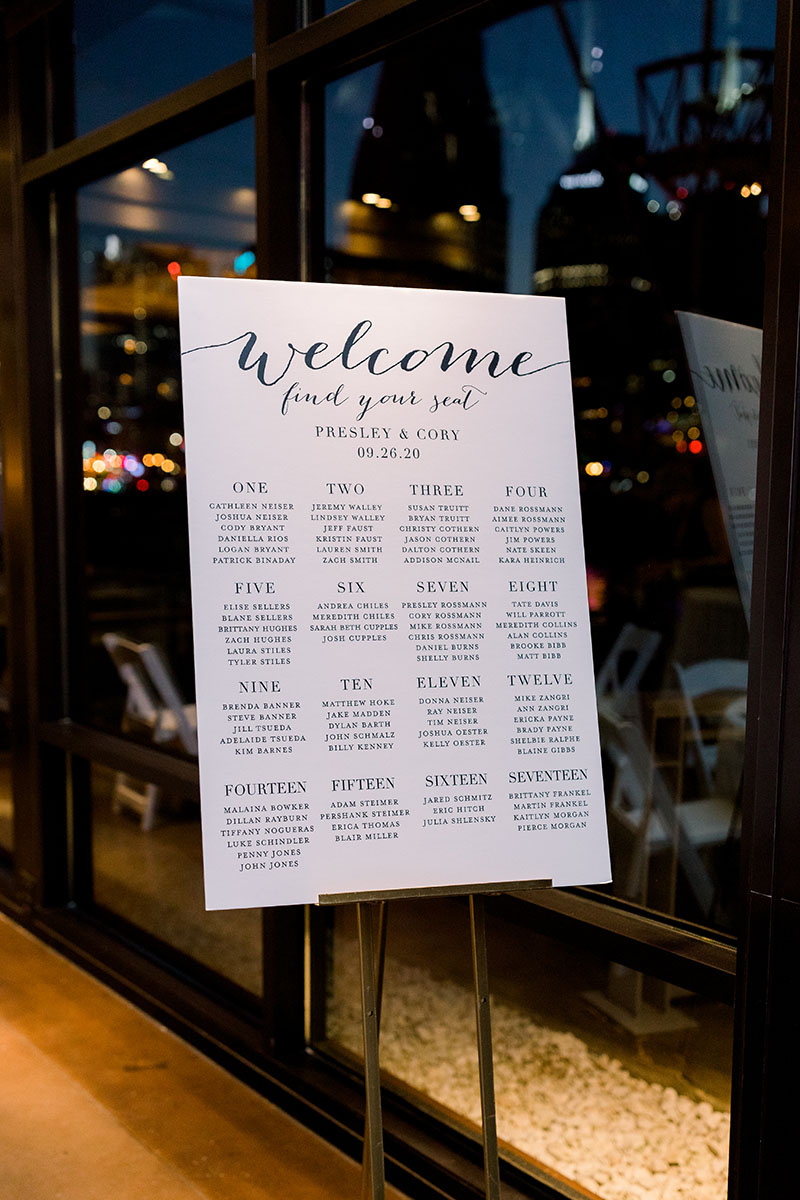 welcome
find your seat
PRESLEY & CORY
09.26.20
ONE
CATHLEEN NEISER
JOSHUA NEISER
CODY BRYANT
DANIELLA RIOS
LOGAN BRYANT
PATRICK BINADAY
TWO
JEREMY WALLEY
LINDSEY WALLEY
JEFF FAUST
KRISTIN FAUST
LAUREN SMITH
ZACH SMITH
THREE
SUSAN TRUITT
BRYAN TRUITT
CHRISTY COTHERN
JASON COTHERN
DALTON COTHERN
ADDISON MCNAIL
FOUR
DANE ROSSMANN
AIMEE ROSSMANN
CAITLYN POWERS
JIM POWERS
NATE SKEEN
KARA HEINRICH
FIVE
ELISE SELLERS
BLANE SELLERS
BRITTANY HUGHES
ZACH HUGHES
LAURA STILES
TYLER STILES
SIX
ANDREA CHILES
MEREDITH CHILES
SARAH BETH CUPPLES
JOSH CUPPLES
SEVEN
PRESLEY ROSSMANN
CORY ROSSMANN
MIKE ROSSMANN
CHRIS ROSSMANN
DANIEL BURNS
SHELLY BURNS
EIGHT
TATE DAVIS
WILL PARROTT
MEREDITH COLLINS
ALAN COLLINS
BROOKE BIBB
MATT BIBB
NINE
BRENDA BANNER
STEVE BANNER
JILL TSUEDA
ADELAIDE TSUEDA
KIM BARNES
TEN
MATTHEW HOKE
JAKE MADDEN
DYLAN BARTH
JOHN SCHMALZ
BILLY KENNEY
ELEVEN
DONNA NEISER
RAY NEISER
TIM NEISER
JOSHUA OESTER
KELLY OESTER
TWELVE
MIKE ZANGRI
ANN ZANGRI
ERICKA PAYNE
BRADY PAYNE
SHELBIE RALPHE
BLAINE GIBBS
FOURTEEN
MALAINA BOWKER
DILLAN RAYBURN
TIFFANY NOGUERAS
LUKE SCHINDLER
PENNY JONES
JOHN JONES
FIFTEEN
ADAM STEIMER
PERSHANK STEIMER
ERICA THOMAS
BLAIR MILLER
SIXTEEN
JARED SCHMITZ
ERIC HITCH
JULIA SHLENSKY
SEVENTEEN
BRITTANY FRANKEL
MARTIN FRANKEL
KAITLYN MORGAN
PIERCE MORGAN